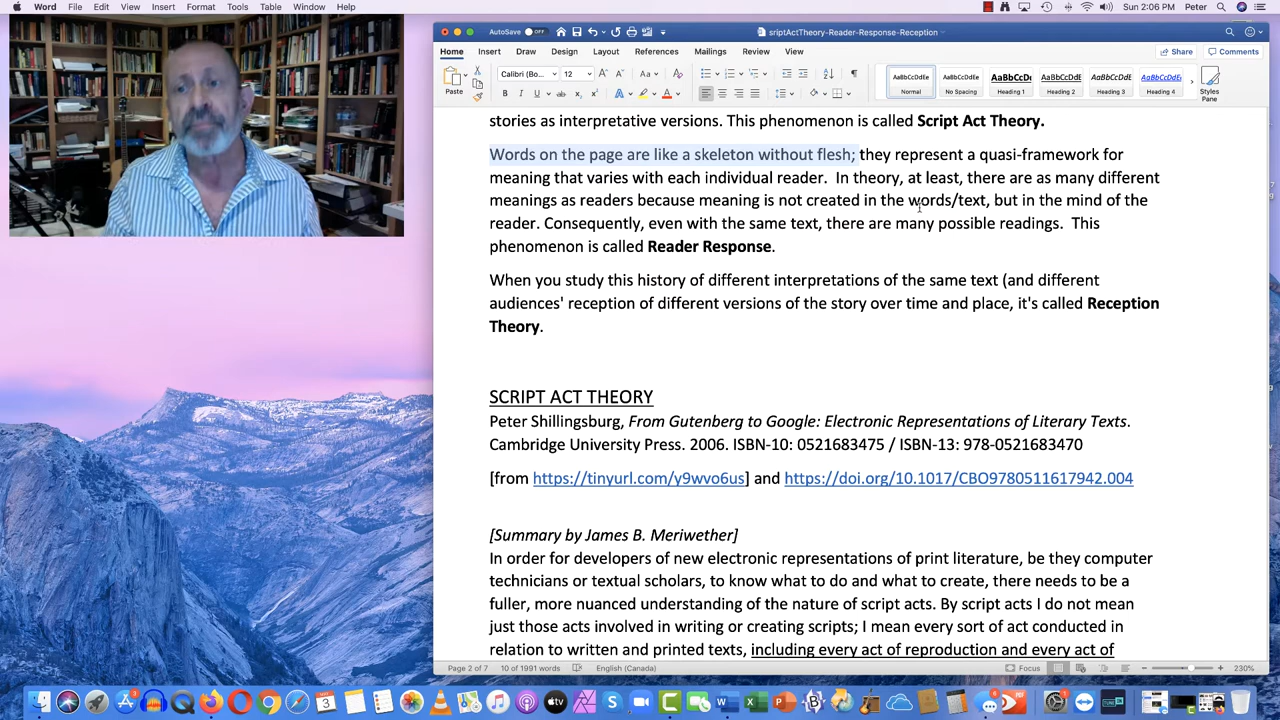 Word File Edit View Insert Format Tools Table Window Help Sun 2:06 PM Peter
AutoSave OFF sriptActTheory-Reader-Response-Reception
Home Insert Draw Design Layout References Mailings Review View Share Comments
Paste Calibri (Bo... 12 AaBbCcDdEe Normal AaBbCcDdEe No Spacing AaBbCcDc Heading 1 AaBbCcDdEe Heading 2 AaBbCcDdEe Heading 3 AaBbCcDdEe Heading 4 Styles Pane
stories as interpretative versions. This phenomenon is called Script Act Theory.
Words on the page are like a skeleton without flesh; they represent a quasi-framework for
meaning that varies with each individual reader. In theory, at least, there are as many different
meanings as readers because meaning is not created in the words/text, but in the mind of the
reader. Consequently, even with the same text, there are many possible readings. This
phenomenon is called Reader Response.
When you study this history of different interpretations of the same text (and different
audiences' reception of different versions of the story over time and place, it's called Reception
Theory.
SCRIPT ACT THEORY
Peter Shillingsburg, From Gutenberg to Google: Electronic Representations of Literary Texts.
Cambridge University Press. 2006. ISBN-10: 0521683475 / ISBN-13: 978-0521683470
[from https://tinyurl.com/y9wvo6us] and https://doi.org/10.1017/CBO9780511617942.004
[Summary by James B. Meriwether]
In order for developers of new electronic representations of print literature, be they computer
technicians or textual scholars, to know what to do and what to create, there needs to be a
fuller, more nuanced understanding of the nature of script acts. By script acts I do not mean
just those acts involved in writing or creating scripts; I mean every sort of act conducted in
relation to written and printed texts, including every act of reproduction and every act of
Page 2 of 7 10 of 1991 words English (Canada) Focus 230%